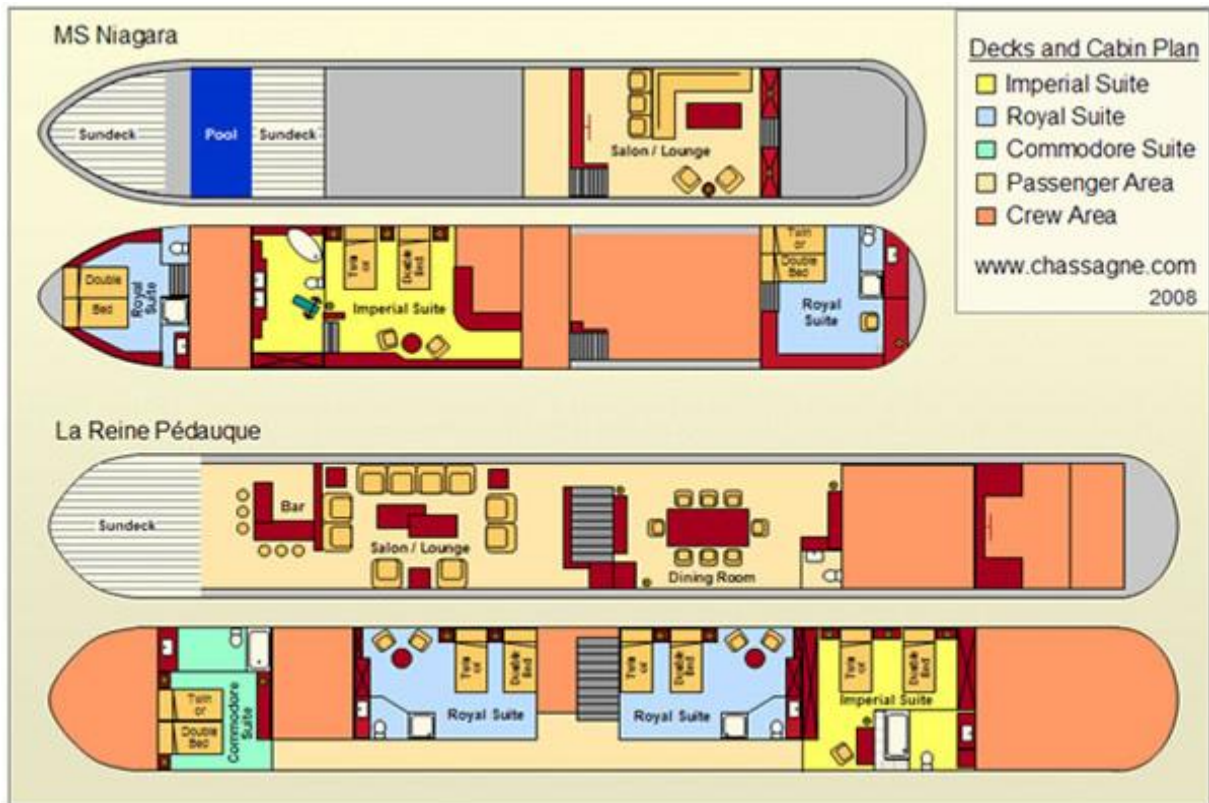 MS Niagara
Sundeck
Pool
Sundeck
Salon / Lounge
Double
Bed
Royal
Suite
Twin
or
Double
Bed
Imperial Suite
Twin
or
Double
Bed
Royal
Suite
Decks and Cabin Plan
Imperial Suite
Royal Suite
Commodore Suite
Passenger Area
Crew Area
www.chassagne.com
2008
La Reine Pédauque
Sundeck
Bar
Salon / Lounge
Dining Room
Twin
or
Double
Bed
Commodore
Suite
Twin
or
Double
Bed
Royal Suite
Twin
or
Double
Bed
Royal Suite
Twin
or
Double
Bed
Imperial Suite